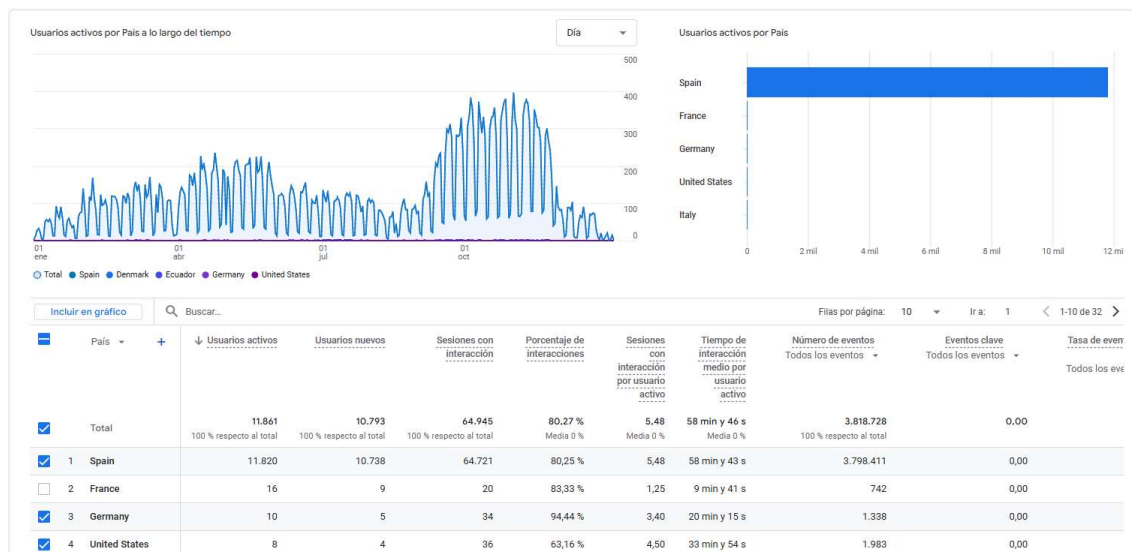 Usuarios activos por País a lo largo del tiempo
Día
500
400
300
200
100
0
01 ene
01 abr
01 jul
01 oct
Total Spain Denmark Ecuador Germany United States
Usuarios activos por País
Spain
France
Germany
United States
Italy
0 2 mil 4 mil 6 mil 8 mil 10 mil 12 mi
Incluir en gráfico Buscar... Filas por página: 10 Ir a: 1 1-10 de 32
País + Usuarios activos Usuarios nuevos Sesiones con interacción Porcentaje de interacciones Sesiones con interacción por usuario activo Tiempo de interacción medio por usuario activo Número de eventos Todos los eventos Eventos clave Todos los eventos Tasa de even Todos los eve
Total 11.861 10.793 64.945 80,27 % 5,48 58 min y 46 s 3.818.728 0,00
100 % respecto al total 100 % respecto al total 100 % respecto al total Media 0 % Media 0 % Media 0 % 100 % respecto al total
1 Spain 11.820 10.738 64.721 80,25 % 5,48 58 min y 43 s 3.798.411 0,00
2 France 16 9 20 83,33 % 1,25 9 min y 41 s 742 0,00
3 Germany 10 5 34 94,44 % 3,40 20 min y 15 s 1.338 0,00
4 United States 8 4 36 63,16 % 4,50 33 min y 54 s 1.983 0,00